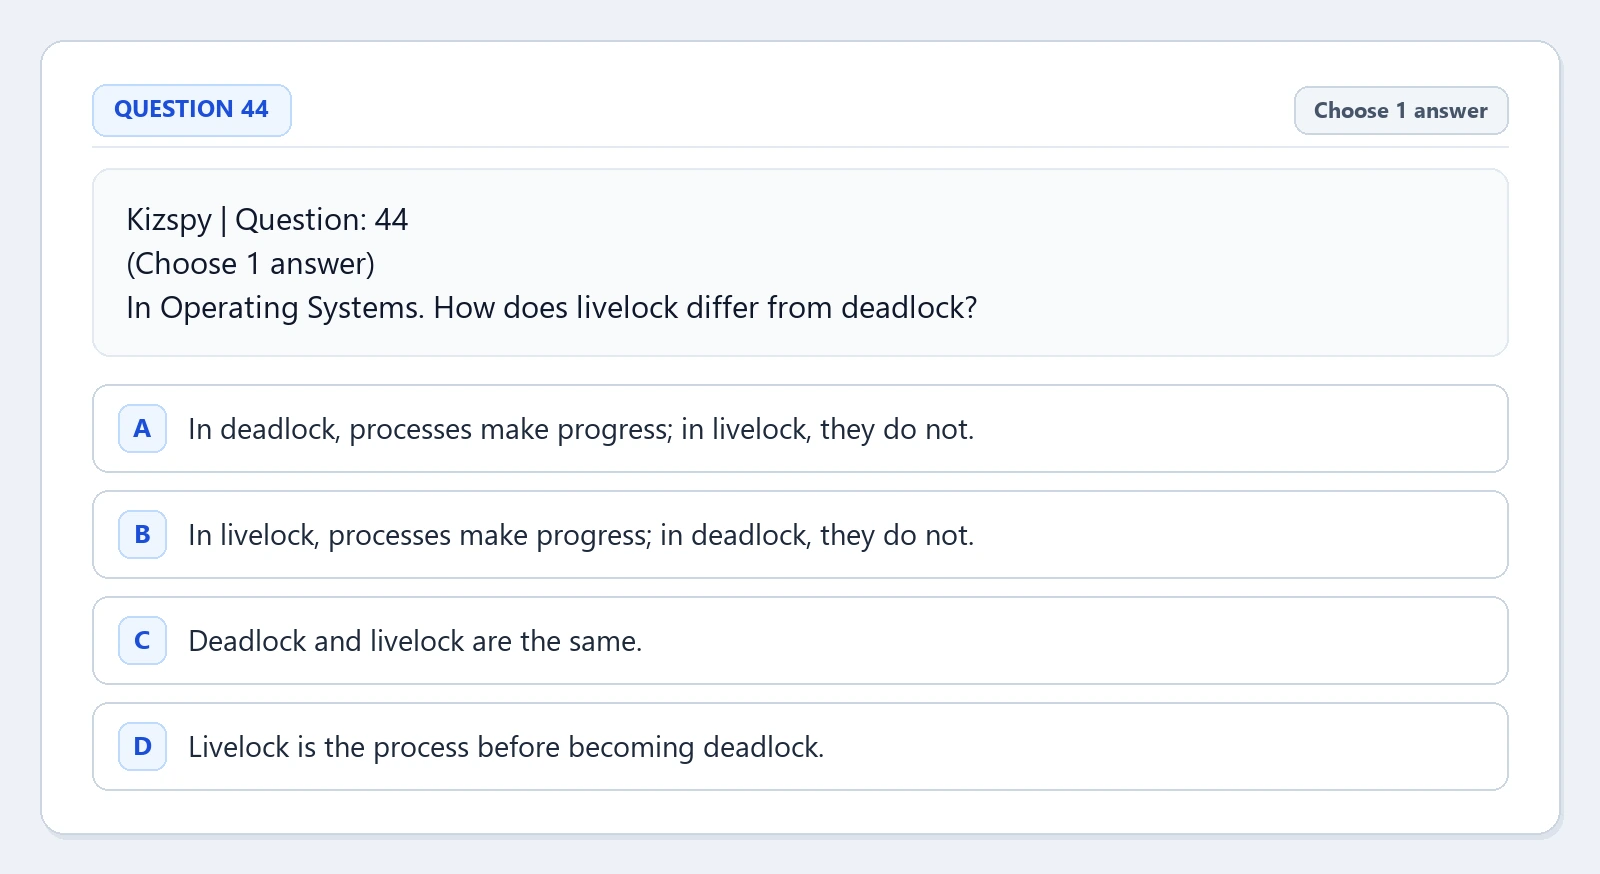 QUESTION 44
Choose 1 answer
Kizspy | Question: 44
(Choose 1 answer)
In Operating Systems. How does livelock differ from deadlock?
A In deadlock, processes make progress; in livelock, they do not.
B In livelock, processes make progress; in deadlock, they do not.
C Deadlock and livelock are the same.
D Livelock is the process before becoming deadlock.